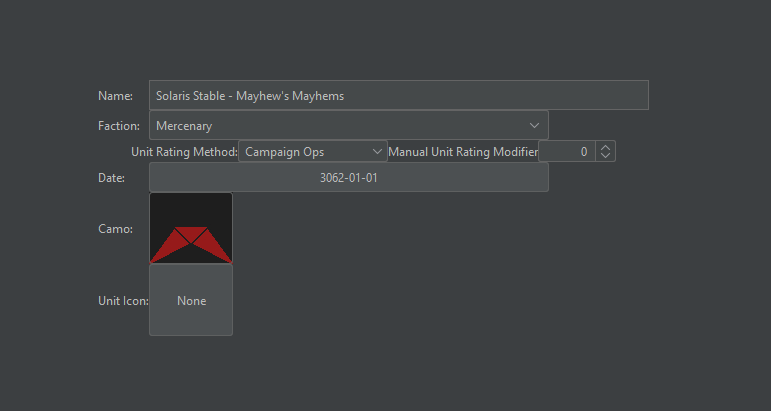 Name: Solaris Stable - Mayhew's Mayhems
Faction: Mercenary
Unit Rating Method: Campaign Ops Manual Unit Rating Modifier 0
Date: 3062-01-01
Camo:
Unit Icon: None